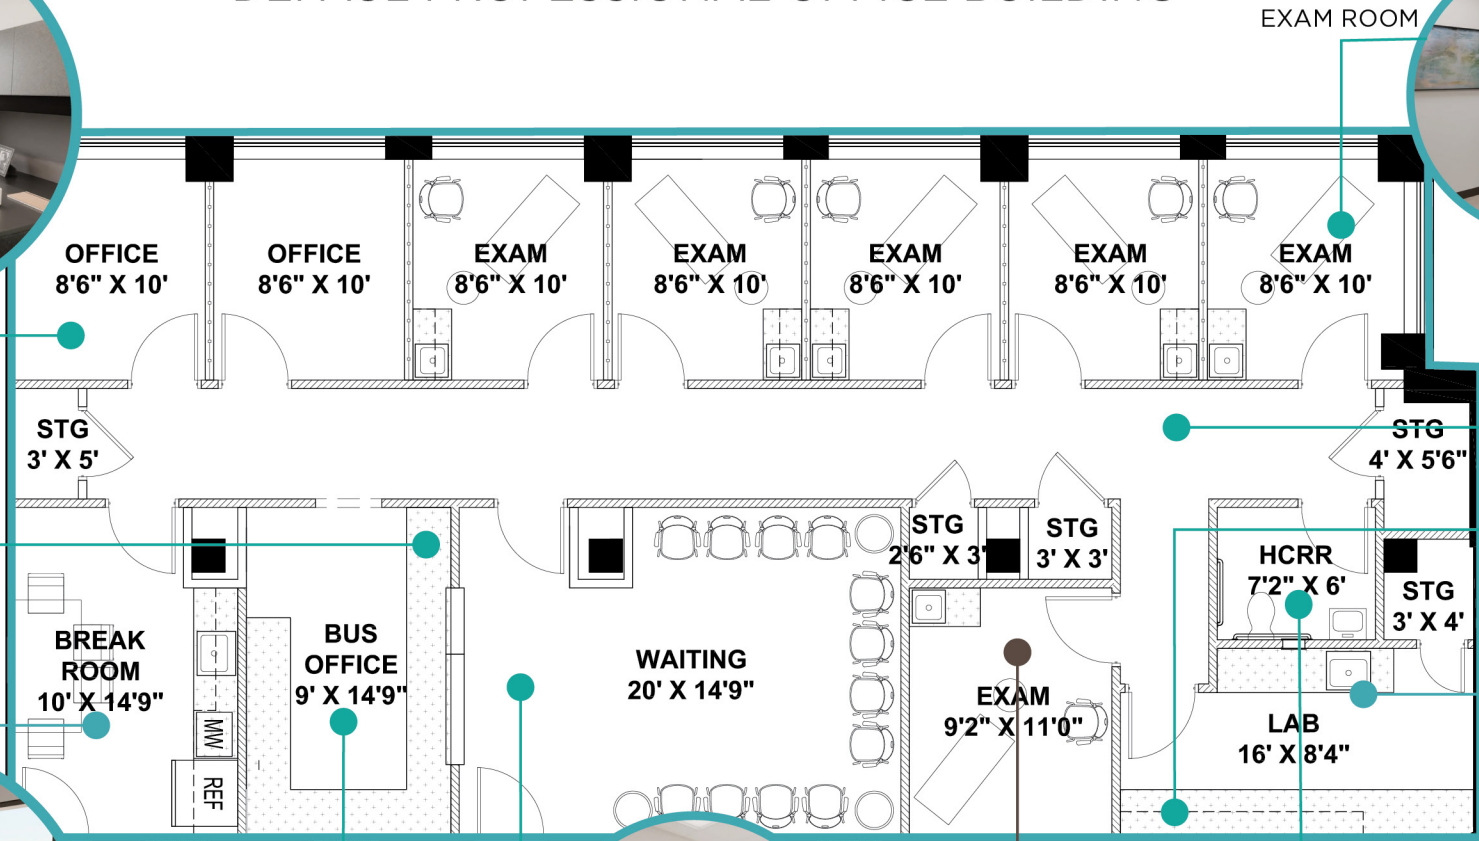 EXAM ROOM
OFFICE
8'6" X 10'
OFFICE
8'6" X 10'
EXAM
8'6" X 10'
EXAM
8'6" X 10'
EXAM
8'6" X 10'
EXAM
8'6" X 10'
EXAM
8'6" X 10'
STG
3' X 5'
STG
4' X 5'6"
STG
2'6" X 3'
STG
3' X 3'
HCRR
7'2" X 6'
STG
3' X 4'
BREAK
ROOM
10' X 14'9"
MW
REF
BUS
OFFICE
9' X 14'9"
WAITING
20' X 14'9"
EXAM
9'2" X 11'0"
LAB
16' X 8'4"